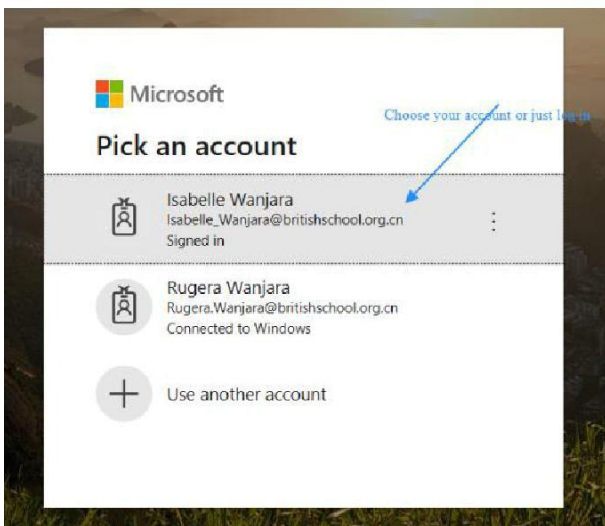 Microsoft
Choose your account or just log in
Pick an account
Isabelle Wanjara
Isabelle_Wanjara@britishschool.org.cn
Signed in
Rugera Wanjara
Rugera.Wanjara@britishschool.org.cn
Connected to Windows
Use another account